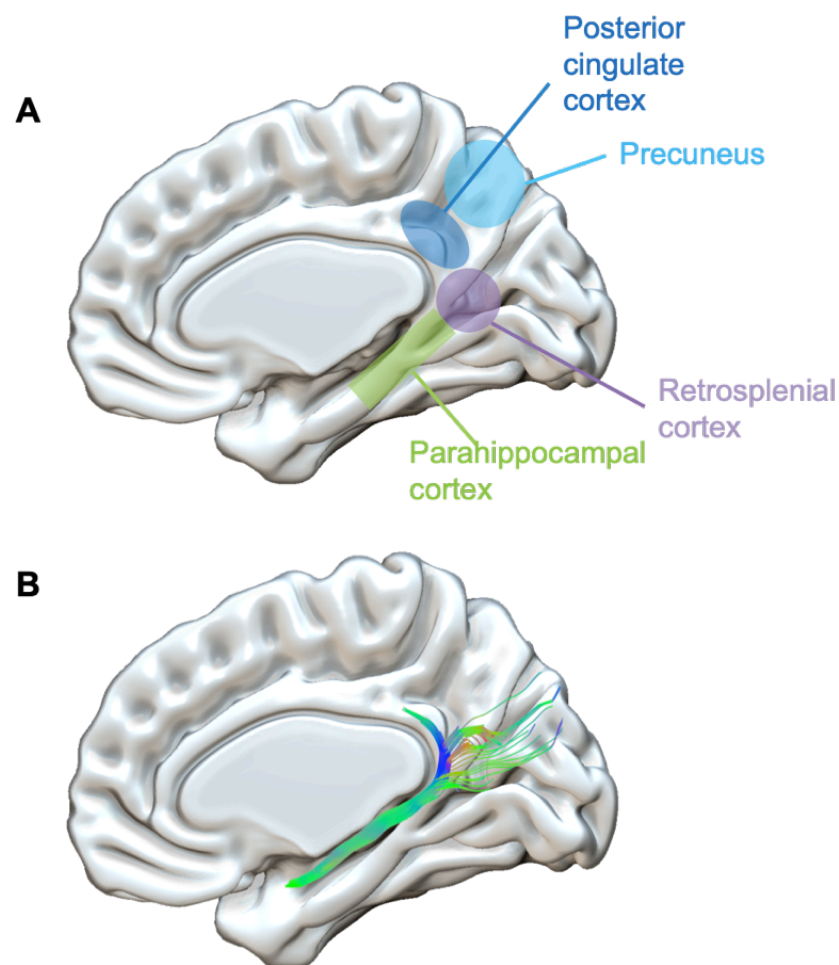 A
Posterior
cingulate
cortex
Precuneus
Retrosplenial
cortex
Parahippocampal
cortex
B